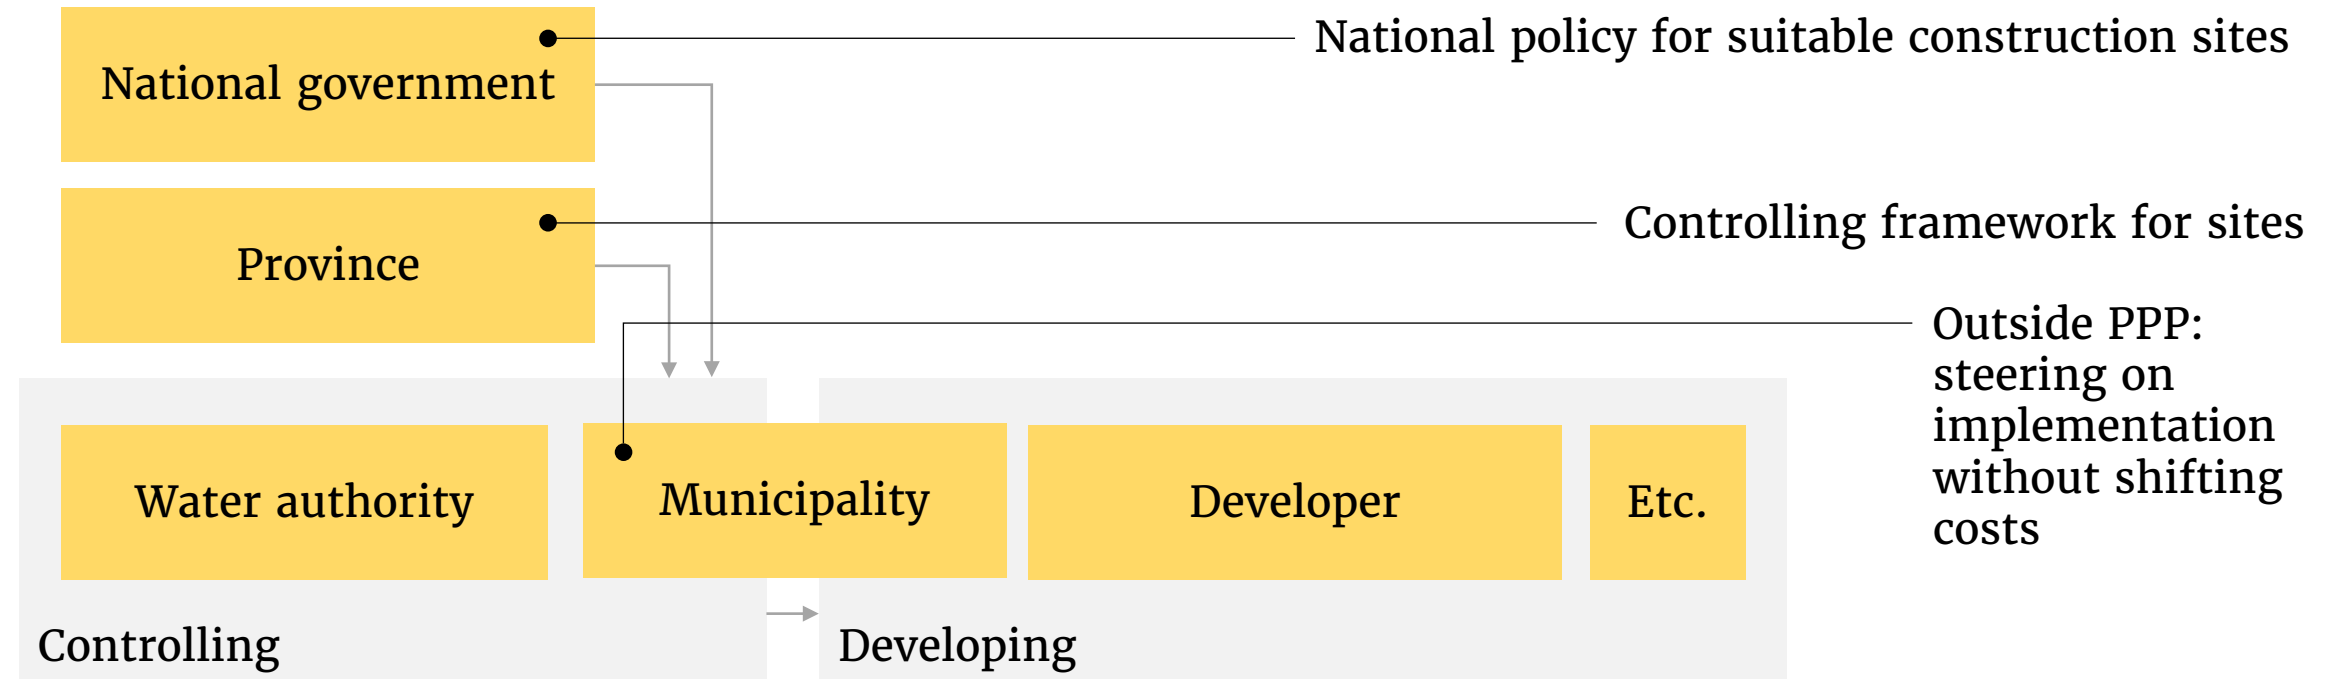 National government
National policy for suitable construction sites
Province
Controlling framework for sites
Outside PPP:
steering on
implementation
without shifting
costs
Water authority
Municipality
Developer
Etc.
Controlling
Developing